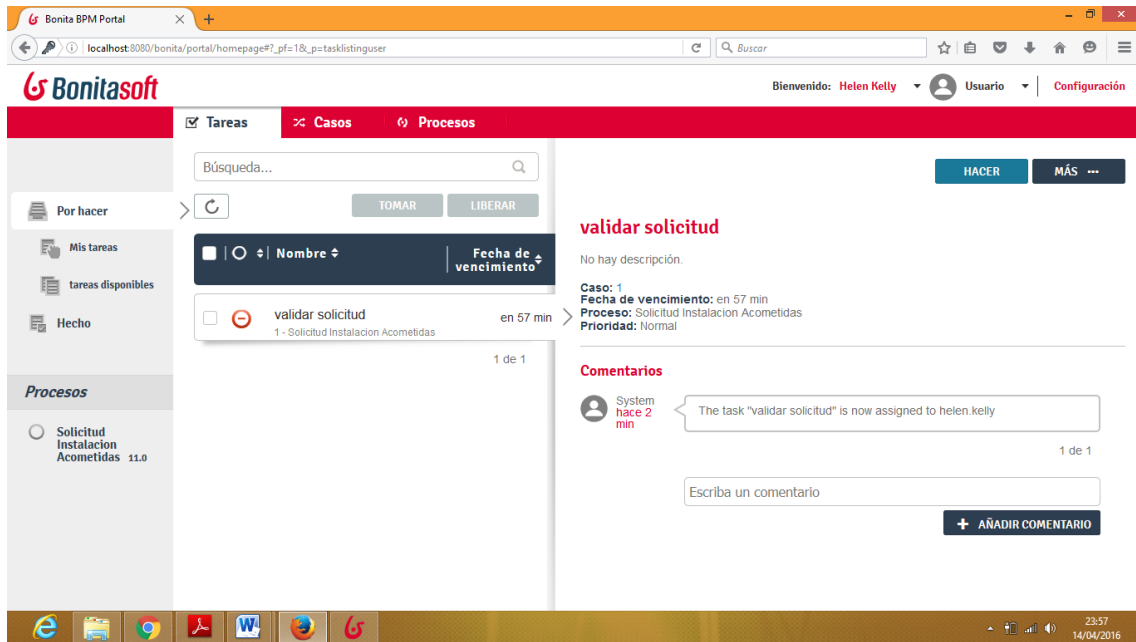 Bonita BPM Portal
localhost:8080/bonita/portal/homepage#?_pf=1&_p=tasklistinguser
Buscar
Bonitasoft
Bienvenido: Helen Kelly
Usuario
Configuración
Tareas
Casos
Procesos
Por hacer
Mis tareas
tareas disponibles
Hecho
Procesos
Solicitud
Instalacion
Acometidas 11.0
Búsqueda...
TOMAR
LIBERAR
Nombre
Fecha de
vencimiento
validar solicitud
en 57 min
1 - Solicitud Instalacion Acometidas
1 de 1
HACER
MÁS ---
validar solicitud
No hay descripción.
Caso: 1
Fecha de vencimiento: en 57 min
Proceso: Solicitud Instalacion Acometidas
Prioridad: Normal
Comentarios
System
hace 2
min
The task "validar solicitud" is now assigned to helen.kelly
1 de 1
Escriba un comentario
+ AÑADIR COMENTARIO
23:57
14/04/2016